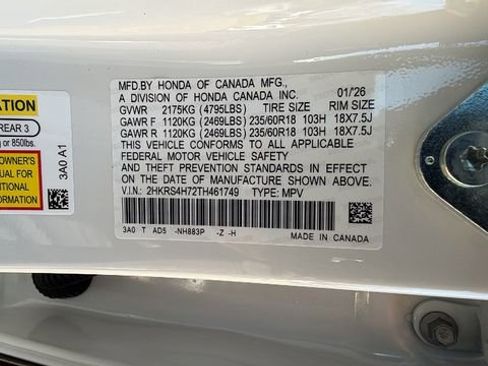 MFD.BY HONDA OF CANADA MFG.,
A DIVISION OF HONDA CANADA INC. 01/26
GVWR 2175KG (4795LBS) TIRE SIZE RIM SIZE
GAWR F 1120KG (2469LBS) 235/60R18 103H 18X7.5J
GAWR R 1120KG (2469LBS) 235/60R18 103H 18X7.5J
THIS VEHICLE CONFORMS TO ALL APPLICABLE
FEDERAL MOTOR VEHICLE SAFETY
AND THEFT PREVENTION STANDARDS IN EFFECT
ON THE DATE OF MANUFACTURE SHOWN ABOVE.
V.I.N.: 2HKRS4H72TH461749 TYPE: MPV
3A0 T AD5 -NH883P -Z -H MADE IN CANADA
ATION
REAR 3
g or 850lbs.
OWNER'S
UAL for
ITIONAL
ORMATION
3A0 A1